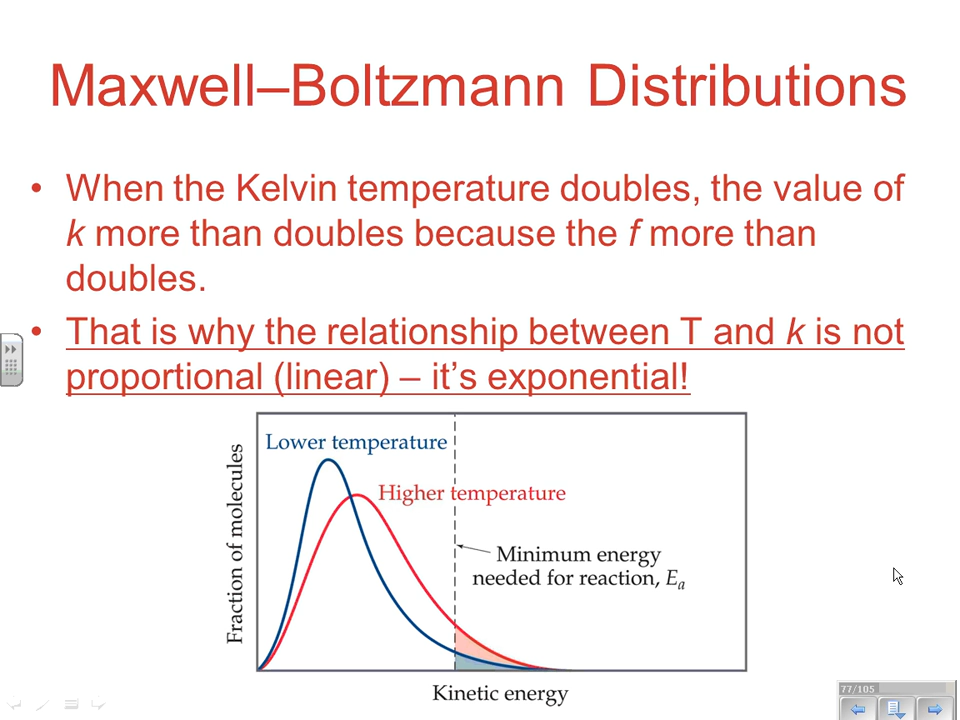 Maxwell–Boltzmann Distributions
• When the Kelvin temperature doubles, the value of
k more than doubles because the f more than
doubles.
• That is why the relationship between T and k is not
proportional (linear) – it’s exponential!
Lower temperature
Higher temperature
Minimum energy
needed for reaction, Ea
Fraction of molecules
Kinetic energy
77/105